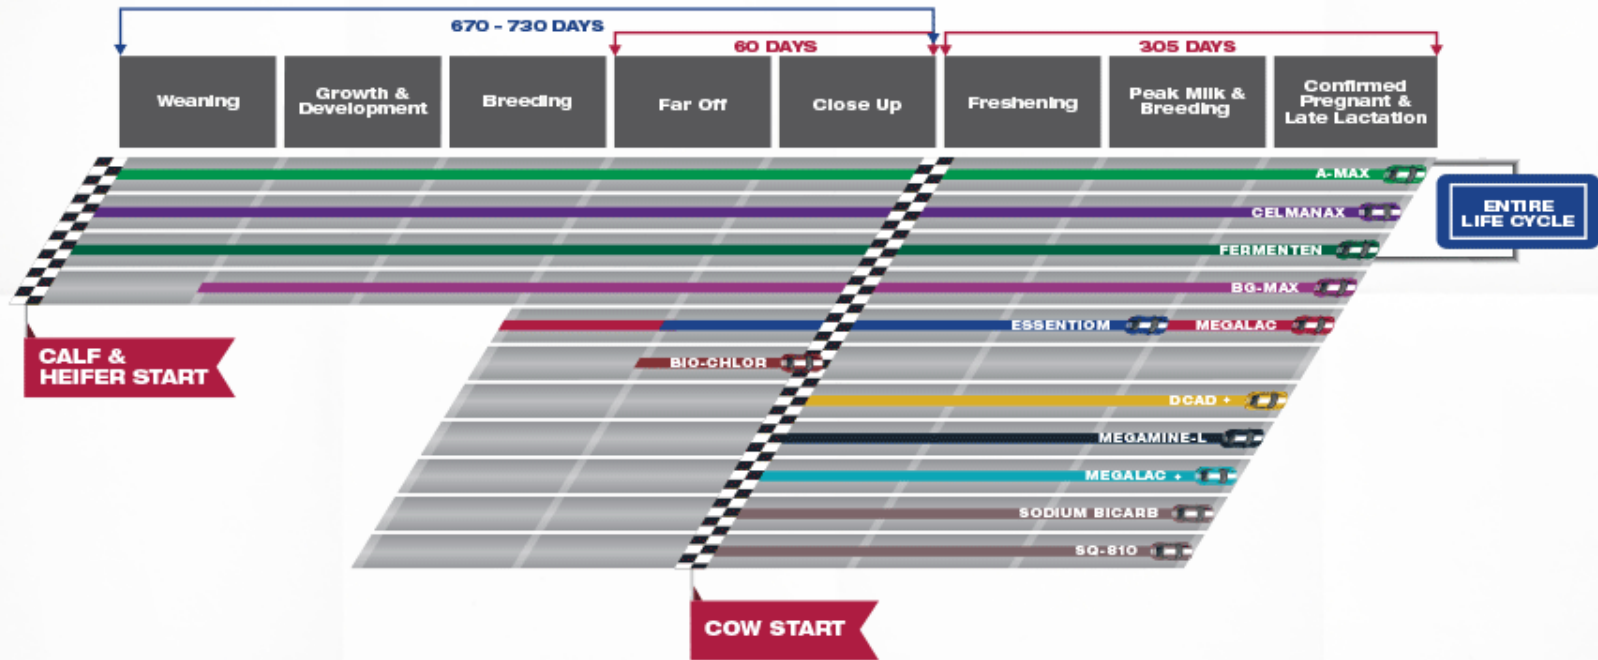 670 - 730 DAYS
60 DAYS
305 DAYS
Weaning
Growth &
Development
Breeding
Far Off
Close Up
Freshening
Peak Milk &
Breeding
Confirmed
Pregnant &
Late Lactation
A-MAX
CELMANAX
FERMENTEN
BG-MAX
ENTIRE
LIFE CYCLE
ESSENTIOM
MEGALAC
CALF &
HEIFER START
BIO-CHLOR
DCAD +
MEGAMINE-L
MEGALAC +
SODIUM BICARB
SQ-810
COW START